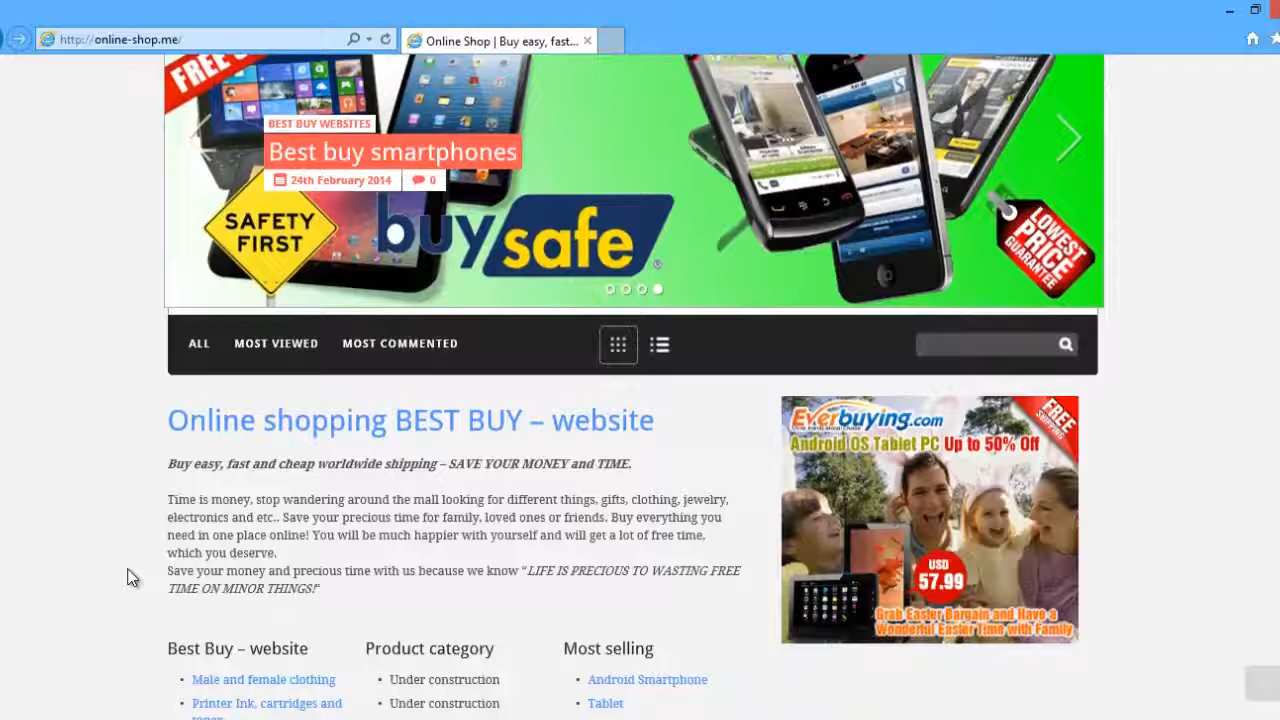 http://online-shop.me/
Online Shop | Buy easy, fast...
FREE
BEST BUY WEBSITES
Best buy smartphones
24th February 2014
0
SAFETY
FIRST
buy safe
LOWEST
PRICE
GUARANTEE
ALL
MOST VIEWED
MOST COMMENTED
Online shopping BEST BUY – website
Buy easy, fast and cheap worldwide shipping – SAVE YOUR MONEY and TIME.
Time is money, stop wandering around the mall looking for different things, gifts, clothing, jewelry,
electronics and etc.. Save your precious time for family, loved ones or friends. Buy everything you
need in one place online! You will be much happier with yourself and will get a lot of free time,
which you deserve.
Save your money and precious time with us because we know “LIFE IS PRECIOUS TO WASTING FREE
TIME ON MINOR THINGS!“
Everbuying.com
FREE
SHIPPING
Android OS Tablet PC Up to 50% Off
USD
57.99
Grab Easter Bargain and Have a
Wonderful Easter Time with Family
Best Buy – website
Male and female clothing
Printer Ink, cartridges and
toner
Product category
Under construction
Under construction
Most selling
Android Smartphone
Tablet